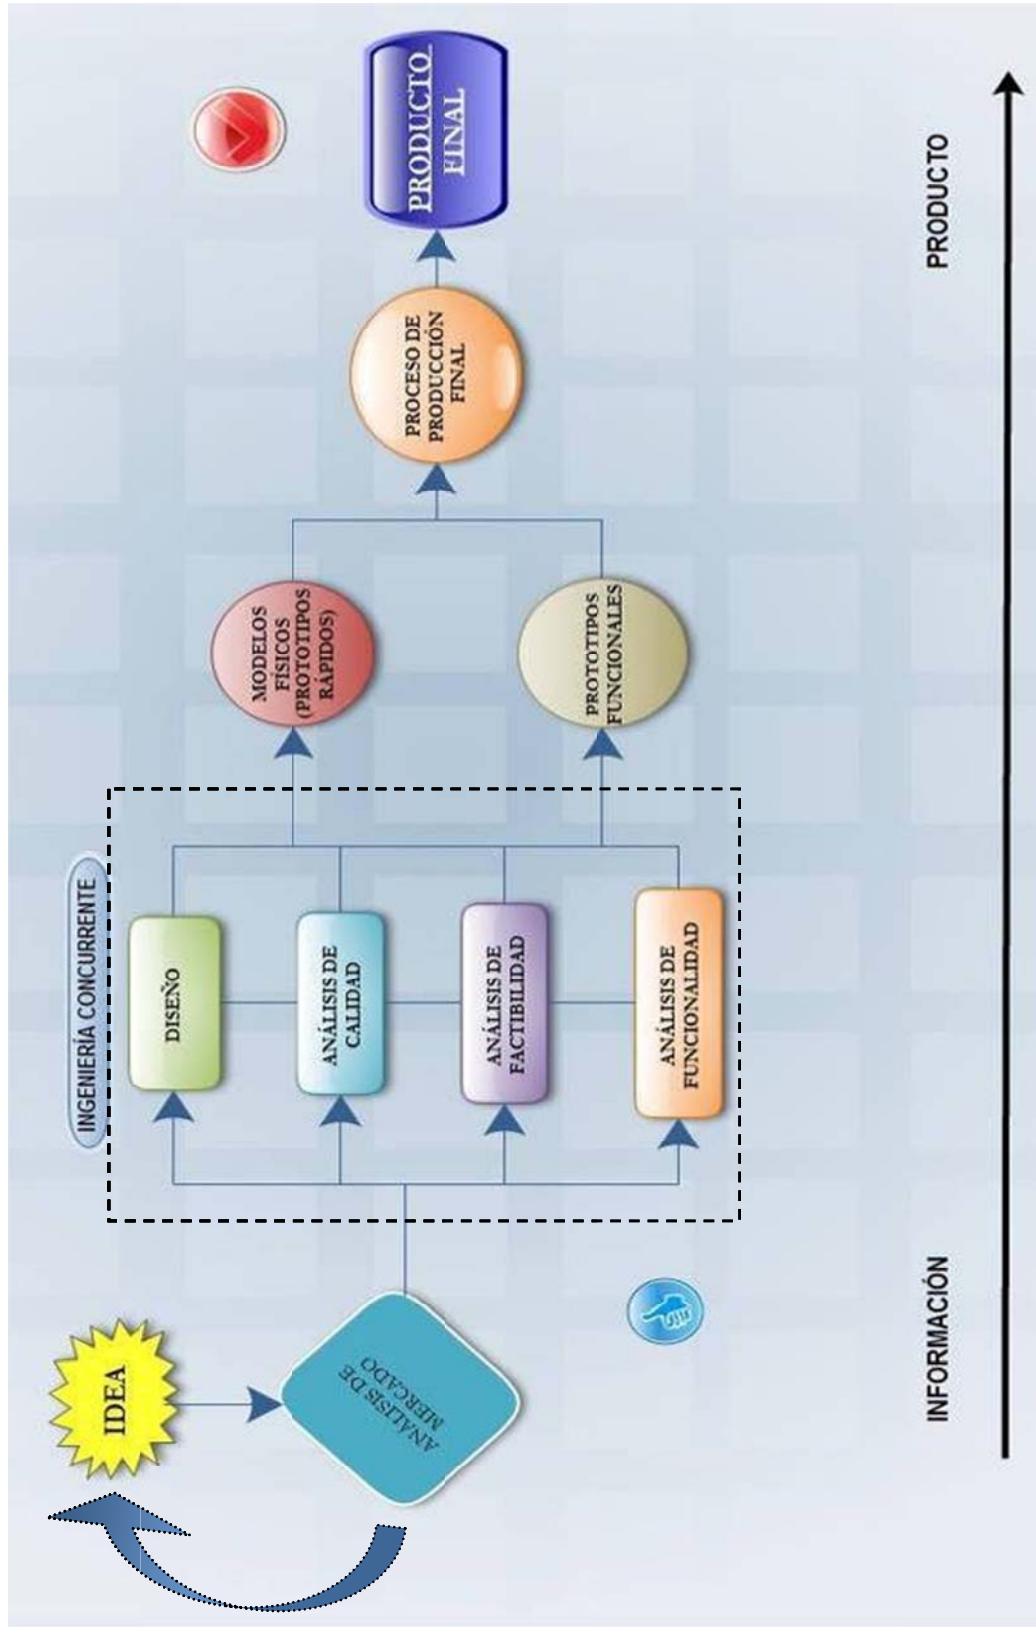 INGENIERÍA CONCURRENTE
IDEA
ANÁLISIS DE
MERCADO
DISEÑO
ANÁLISIS DE
CALIDAD
ANÁLISIS DE
FACTIBILIDAD
ANÁLISIS DE
FUNCIONALIDAD
MODELOS
FÍSICOS
(PROTOTIPOS
RÁPIDOS)
PROTOTIPOS
FUNCIONALES
PROCESO DE
PRODUCCIÓN
FINAL
PRODUCTO
FINAL
INFORMACIÓN
PRODUCTO